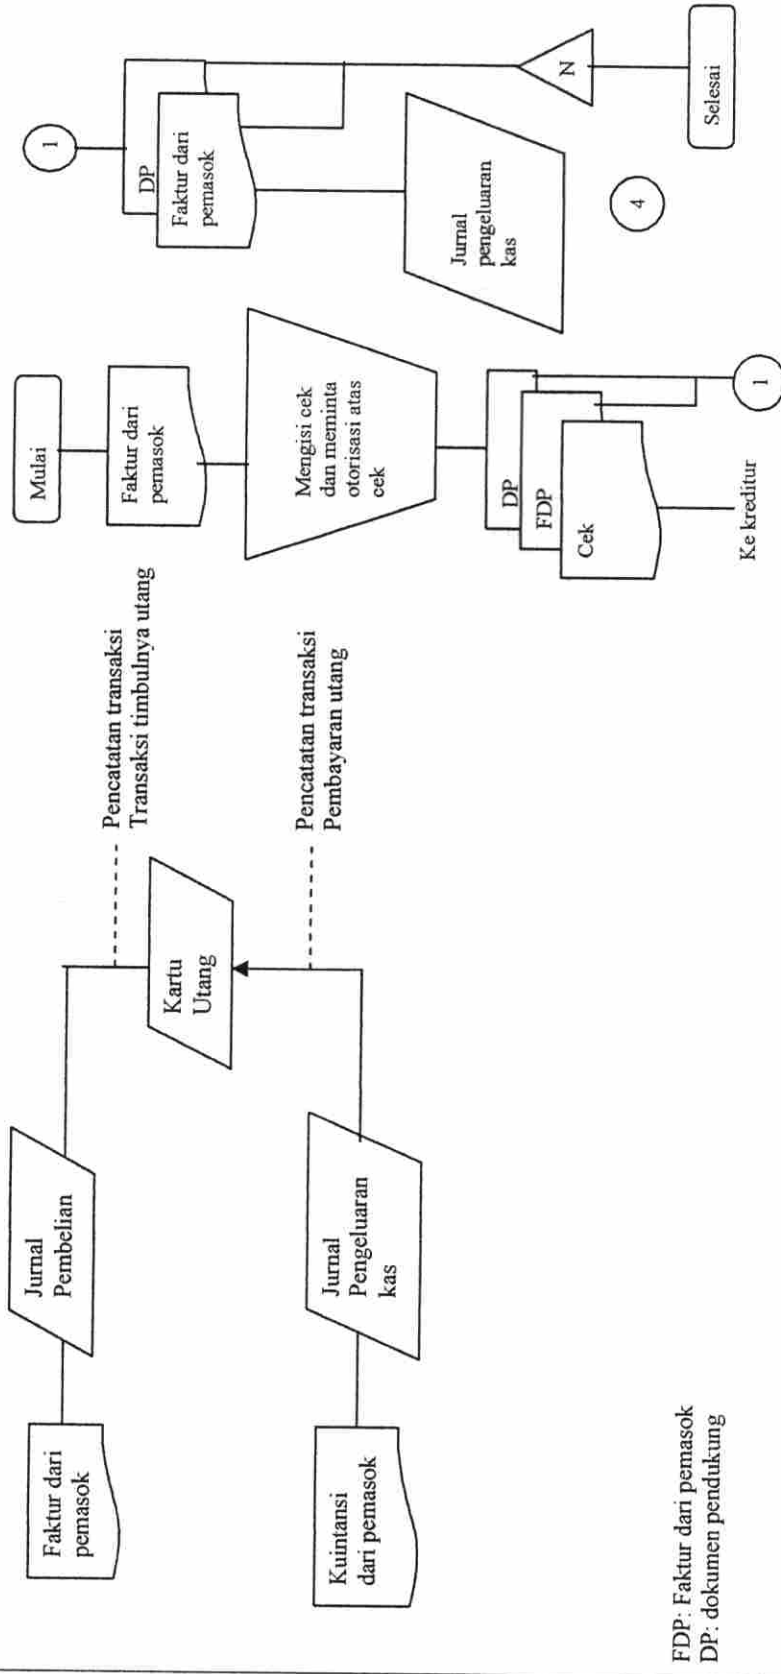 Faktur dari
pemasok
Jurnal
Pembelian
Pencatatan transaksi
Transaksi timbulnya utang
Kartu
Utang
Kuintansi
dari pemasok
Jurnal
Pengeluaran
kas
Pencatatan transaksi
Pembayaran utang
FDP: Faktur dari pemasok
DP: dokumen pendukung
Mulai
Faktur dari
pemasok
Mengisi cek
dan meminta
otorisasi atas
cek
DP
FDP
Cek
Ke kreditur
1
1
DP
Faktur dari
pemasok
Jurnal
pengeluaran
kas
4
N
Selesai